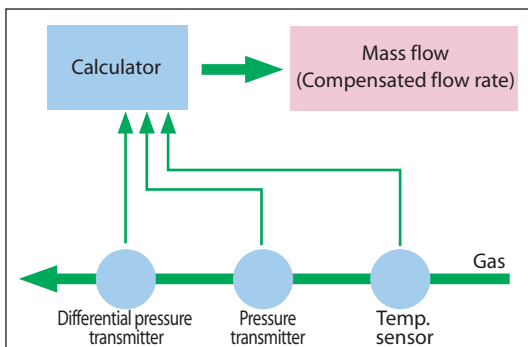 Calculator
Mass flow
(Compensated flow rate)
Gas
Differential pressure
transmitter
Pressure
transmitter
Temp.
sensor